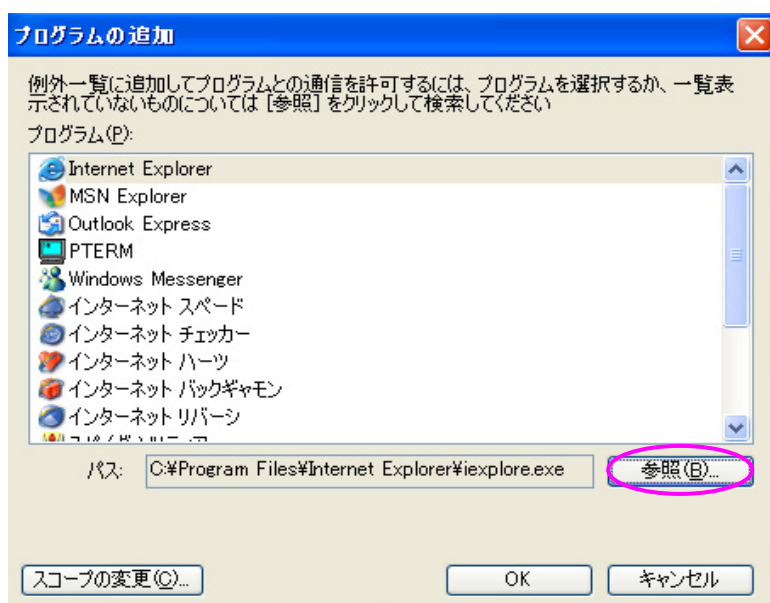 プログラムの追加
例外一覧に追加してプログラムとの通信を許可するには、プログラムを選択するか、一覧表
示されていないものについては [参照] をクリックして検索してください
プログラム(P):
Internet Explorer
MSN Explorer
Outlook Express
PTERM
Windows Messenger
インターネット スペード
インターネット チェッカー
インターネット ハーツ
インターネット バックギャモン
インターネット リバーシ
パス: C:¥Program Files¥Internet Explorer¥iexplore.exe 参照(B)...
スコープの変更(C)... OK キャンセル